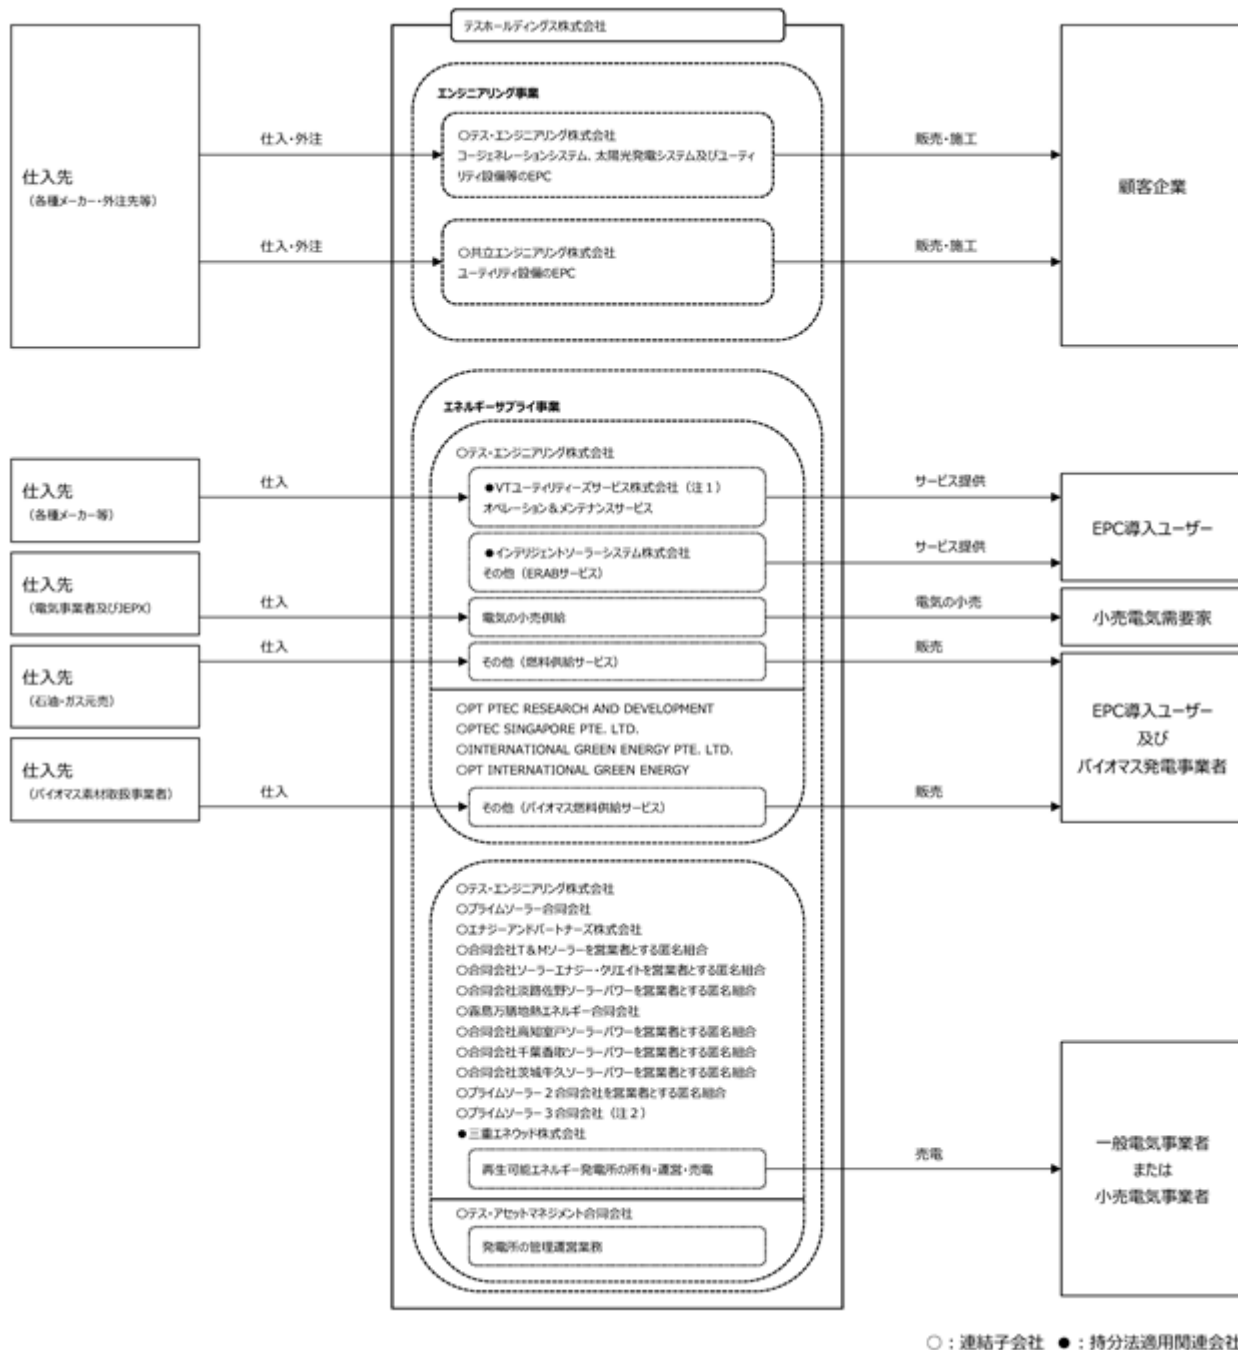 テスホールディングス株式会社
エンジニアリング事業
仕入先
（各種メーカー・外注先等）
仕入・外注
○テス・エンジニアリング株式会社
コージェネレーションシステム、太陽光発電システム及びユーティ
リティ設備等のEPC
販売・施工
顧客企業
仕入・外注
○共立エンジニアリング株式会社
ユーティリティ設備のEPC
販売・施工
エネルギーサプライ事業
○テス・エンジニアリング株式会社
仕入先
（各種メーカー等）
仕入
●VTユーティリティーズサービス株式会社（注１）
オペレーション＆メンテナンスサービス
サービス提供
EPC導入ユーザー
●インテリジェントソーラーシステム株式会社
その他（ERABサービス）
サービス提供
仕入先
（電気事業者及びJEPX）
仕入
電気の小売供給
電気の小売
小売電気需要家
仕入先
（石油・ガス元売）
仕入
その他（燃料供給サービス）
販売
EPC導入ユーザー
及び
バイオマス発電事業者
○PT PTEC RESEARCH AND DEVELOPMENT
○PTEC SINGAPORE PTE. LTD.
○INTERNATIONAL GREEN ENERGY PTE. LTD.
○PT INTERNATIONAL GREEN ENERGY
仕入先
（バイオマス素材取扱事業者）
仕入
その他（バイオマス燃料供給サービス）
販売
○テス・エンジニアリング株式会社
○プライムソーラー合同会社
○エナジーアンドパートナーズ株式会社
○合同会社T＆Mソーラーを営業者とする匿名組合
○合同会社ソーラーエナジー・クリエイトを営業者とする匿名組合
○合同会社淡路佐野ソーラーパワーを営業者とする匿名組合
○霧島万膳地熱エネルギー合同会社
○合同会社高知室戸ソーラーパワーを営業者とする匿名組合
○合同会社千葉香取ソーラーパワーを営業者とする匿名組合
○合同会社茨城牛久ソーラーパワーを営業者とする匿名組合
○プライムソーラー２合同会社を営業者とする匿名組合
○プライムソーラー３合同会社（注２）
●三重エネウッド株式会社
再生可能エネルギー発電所の所有・運営・売電
売電
一般電気事業者
または
小売電気事業者
○テス・アセットマネジメント合同会社
発電所の管理運営業務
○：連結子会社 ●：持分法適用関連会社